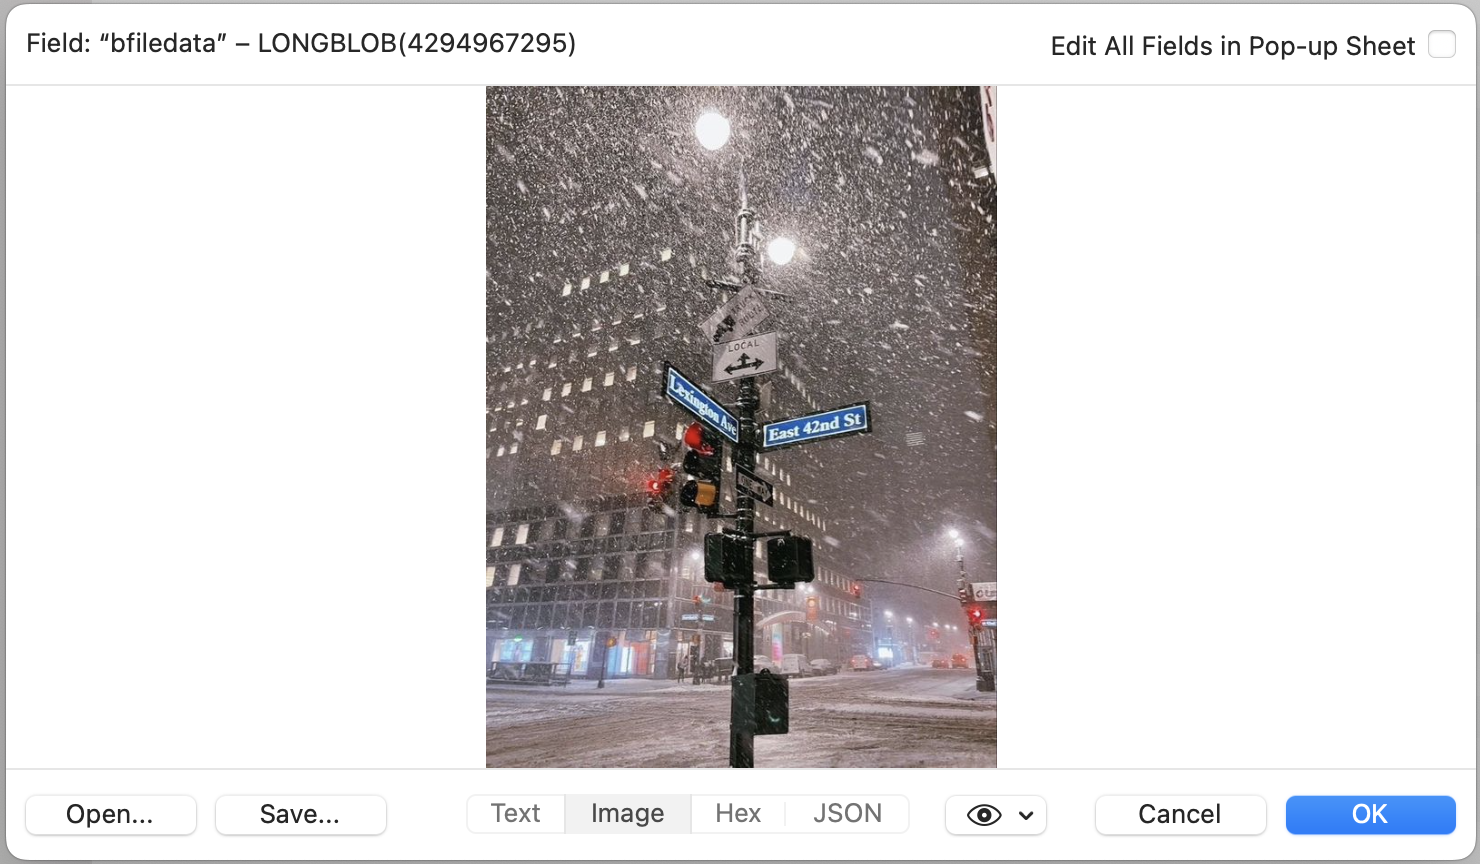 Field: “bfiledata” – LONGBLOB(4294967295)
Edit All Fields in Pop-up Sheet
LOCAL
Lexington Ave
East 42nd St
Open...
Save...
Text
Image
Hex
JSON
Cancel
OK